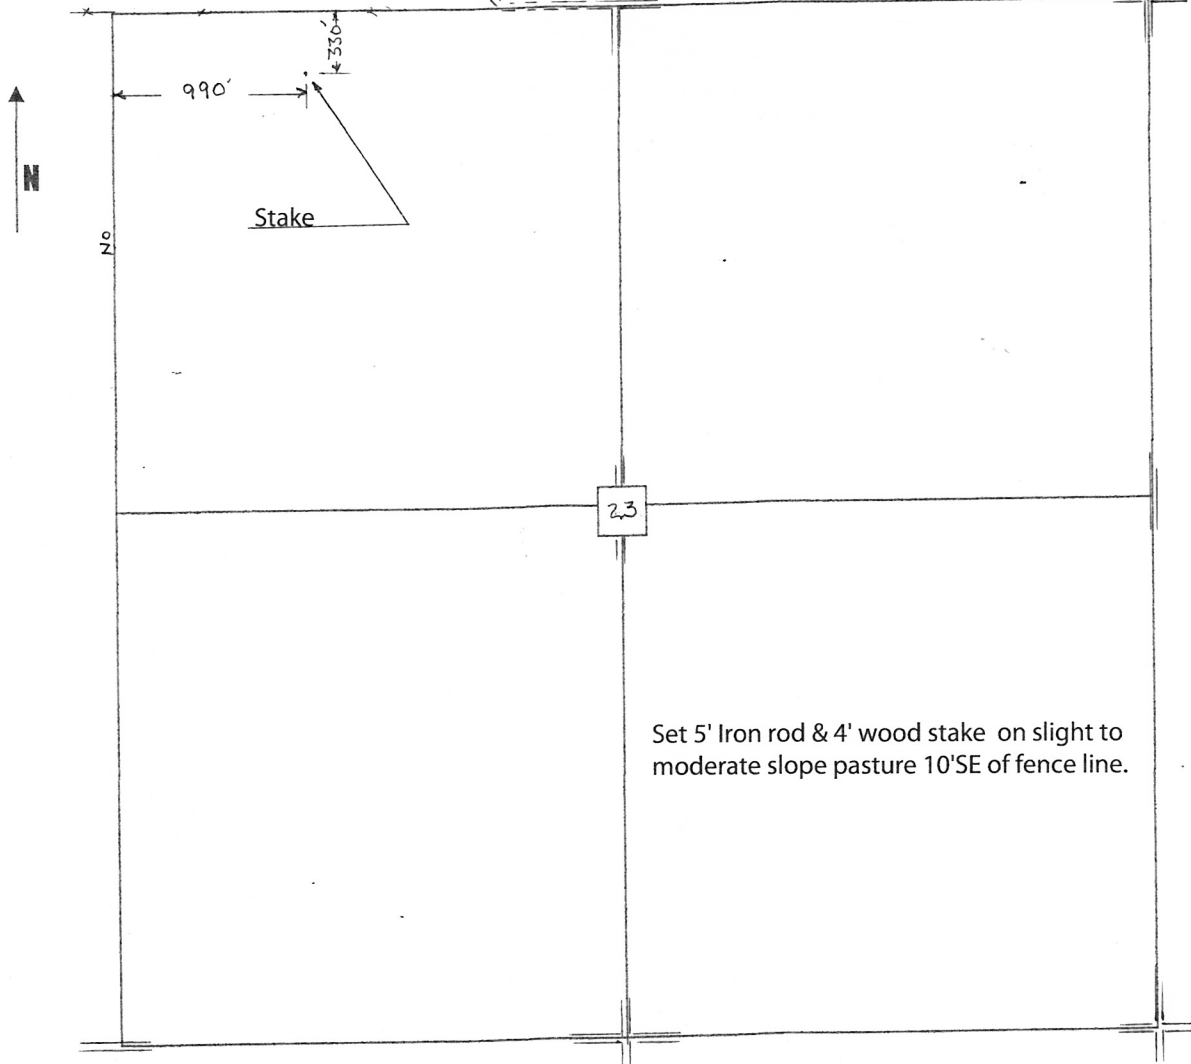 330'
990'
N
Stake
No
23
Set 5' Iron rod & 4' wood stake on slight to
moderate slope pasture 10'SE of fence line.